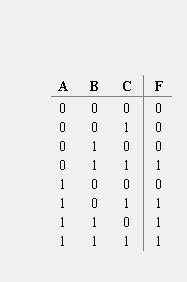 A B C F
0 0 0 0
0 0 1 0
0 1 0 0
0 1 1 1
1 0 0 0
1 0 1 1
1 1 0 1
1 1 1 1